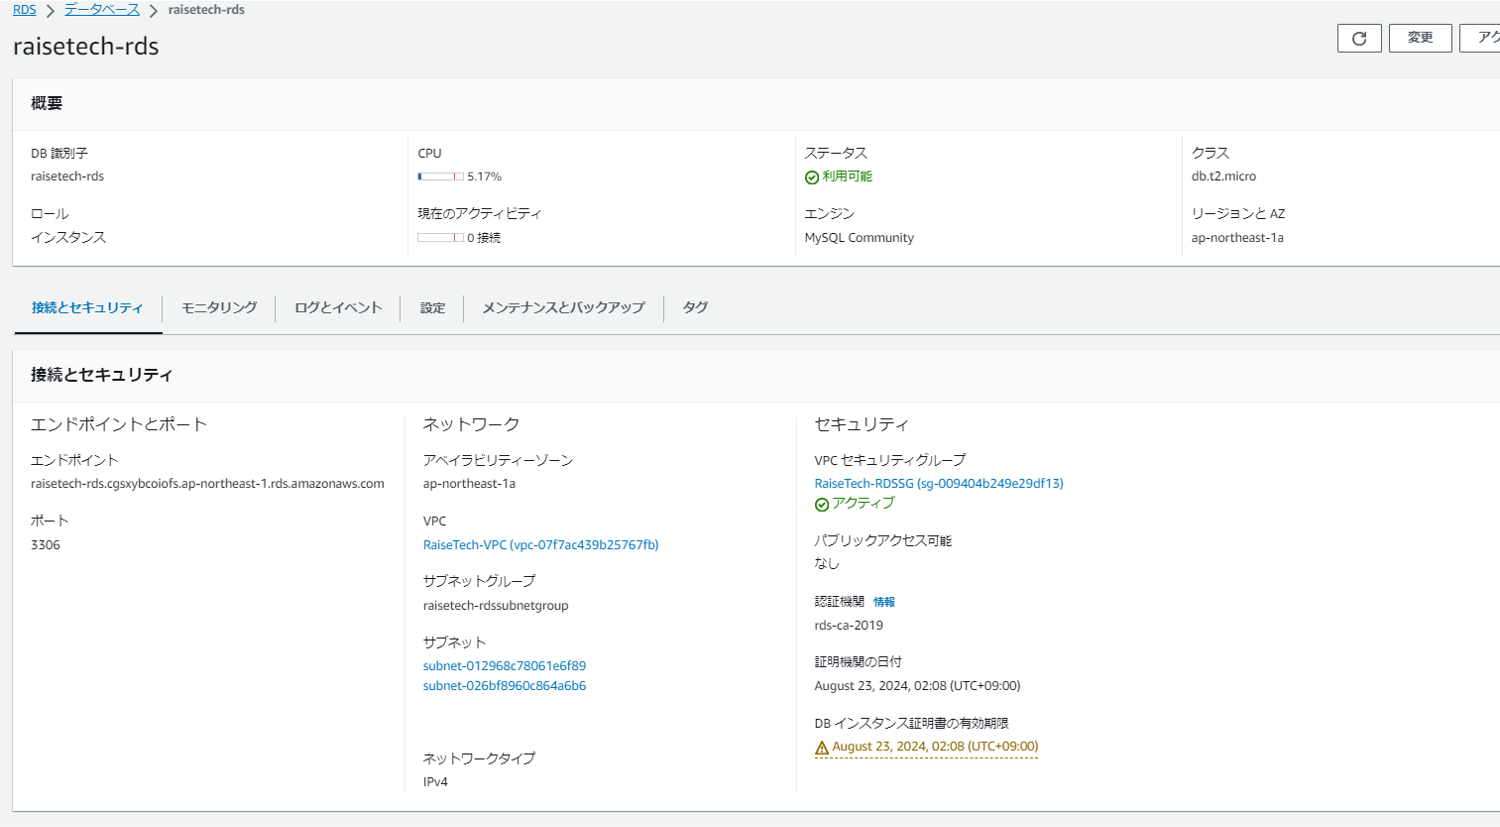 RDS > データベース > raisetech-rds
raisetech-rds
変更
概要
DB 識別子
raisetech-rds
CPU
5.17%
ステータス
利用可能
クラス
db.t2.micro
ロール
インスタンス
現在のアクティビティ
0 接続
エンジン
MySQL Community
リージョンと AZ
ap-northeast-1a
接続とセキュリティ
モニタリング
ログとイベント
設定
メンテナンスとバックアップ
タグ
接続とセキュリティ
エンドポイントとポート
エンドポイント
raisetech-rds.cgsxybcoiofs.ap-northeast-1.rds.amazonaws.com
ポート
3306
ネットワーク
アベイラビリティーゾーン
ap-northeast-1a
VPC
RaiseTech-VPC (vpc-07f7ac439b25767fb)
サブネットグループ
raisetech-rdssubnetgroup
サブネット
subnet-012968c78061e6f89
subnet-026bf8960c864a6b6
ネットワークタイプ
IPv4
セキュリティ
VPC セキュリティグループ
RaiseTech-RDSSG (sg-009404b249e29df13)
アクティブ
パブリックアクセス可能
なし
認証機関 情報
rds-ca-2019
証明機関の日付
August 23, 2024, 02:08 (UTC+09:00)
DB インスタンス証明書の有効期限
August 23, 2024, 02:08 (UTC+09:00)